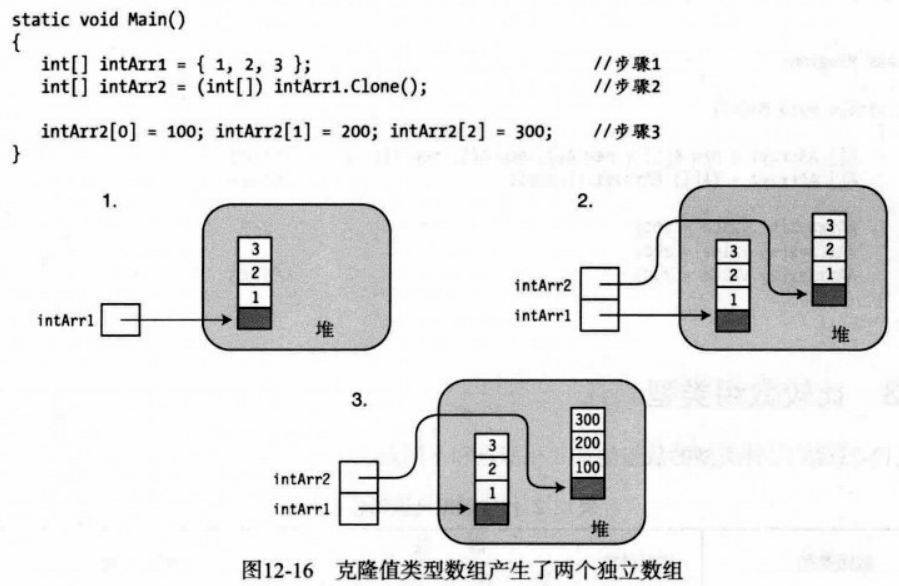 static void Main()
{
int[] intArr1 = { 1, 2, 3 }; //步骤1
int[] intArr2 = (int[]) intArr1.Clone(); //步骤2
intArr2[0] = 100; intArr2[1] = 200; intArr2[2] = 300; //步骤3
}
1.
3
2
1
intArr1
堆
2.
3
2
1
3
2
1
intArr2
intArr1
堆
3.
3
2
1
300
200
100
intArr2
intArr1
堆
图12-16 克隆值类型数组产生了两个独立数组